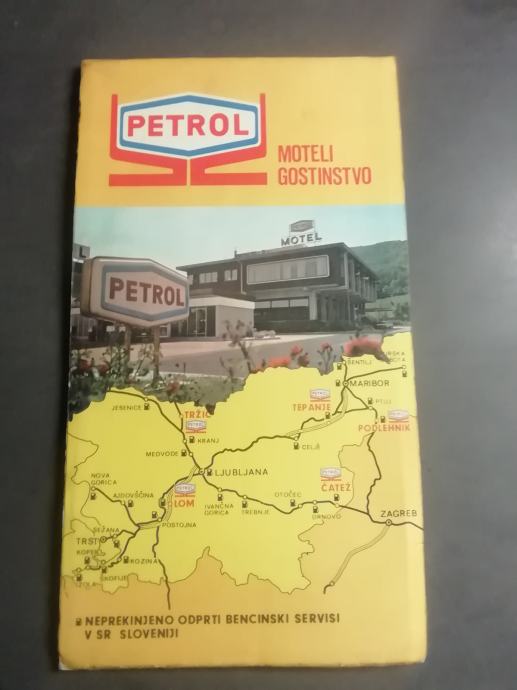 PETROL
MOTELI
GOSTINSTVO
MOTEL
PETROL
ŠENTILJ
MARIBOR
JESENICE
TRŽIČ
TEPANJE
PTUJ
PODLEHNIK
KRANJ
MEDVODE
CELJE
LJUBLJANA
NOVA
GORICA
AJDOVŠČINA
LOM
ČATEŽ
OTOČEC
IVANČNA
GORICA
TREBNJE
DRNOVO
ZAGREB
POSTOJNA
SEŽANA
TRST
KOPER
KOZINA
ŠKOFIJE
NEPREKINJENO ODPRTI BENCINSKI SERVISI
V SR SLOVENIJI